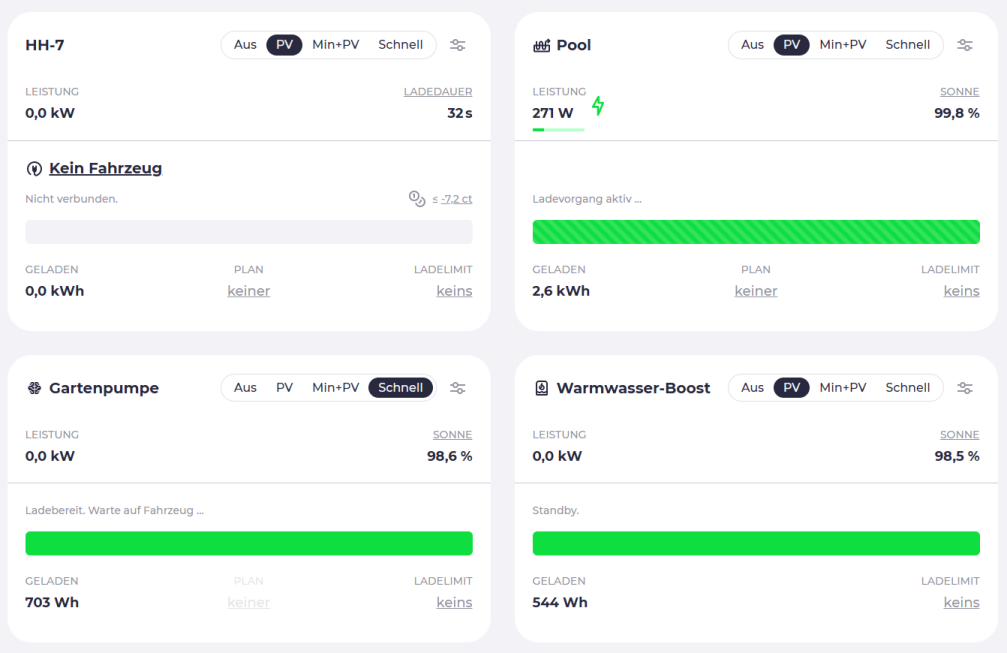 HH-7
Aus PV Min+PV Schnell
LEISTUNG LADEDAUER
0,0 kW 32 s
Kein Fahrzeug
Nicht verbunden. ≤ -7,2 ct
GELADEN PLAN LADELIMIT
0,0 kWh keiner keins
Pool
Aus PV Min+PV Schnell
LEISTUNG SONNE
271 W 99,8 %
Ladevorgang aktiv ...
GELADEN PLAN LADELIMIT
2,6 kWh keiner keins
Gartenpumpe
Aus PV Min+PV Schnell
LEISTUNG SONNE
0,0 kW 98,6 %
Ladebereit. Warte auf Fahrzeug ...
GELADEN PLAN LADELIMIT
703 Wh keiner keins
Warmwasser-Boost
Aus PV Min+PV Schnell
LEISTUNG SONNE
0,0 kW 98,5 %
Standby.
GELADEN LADELIMIT
544 Wh keins